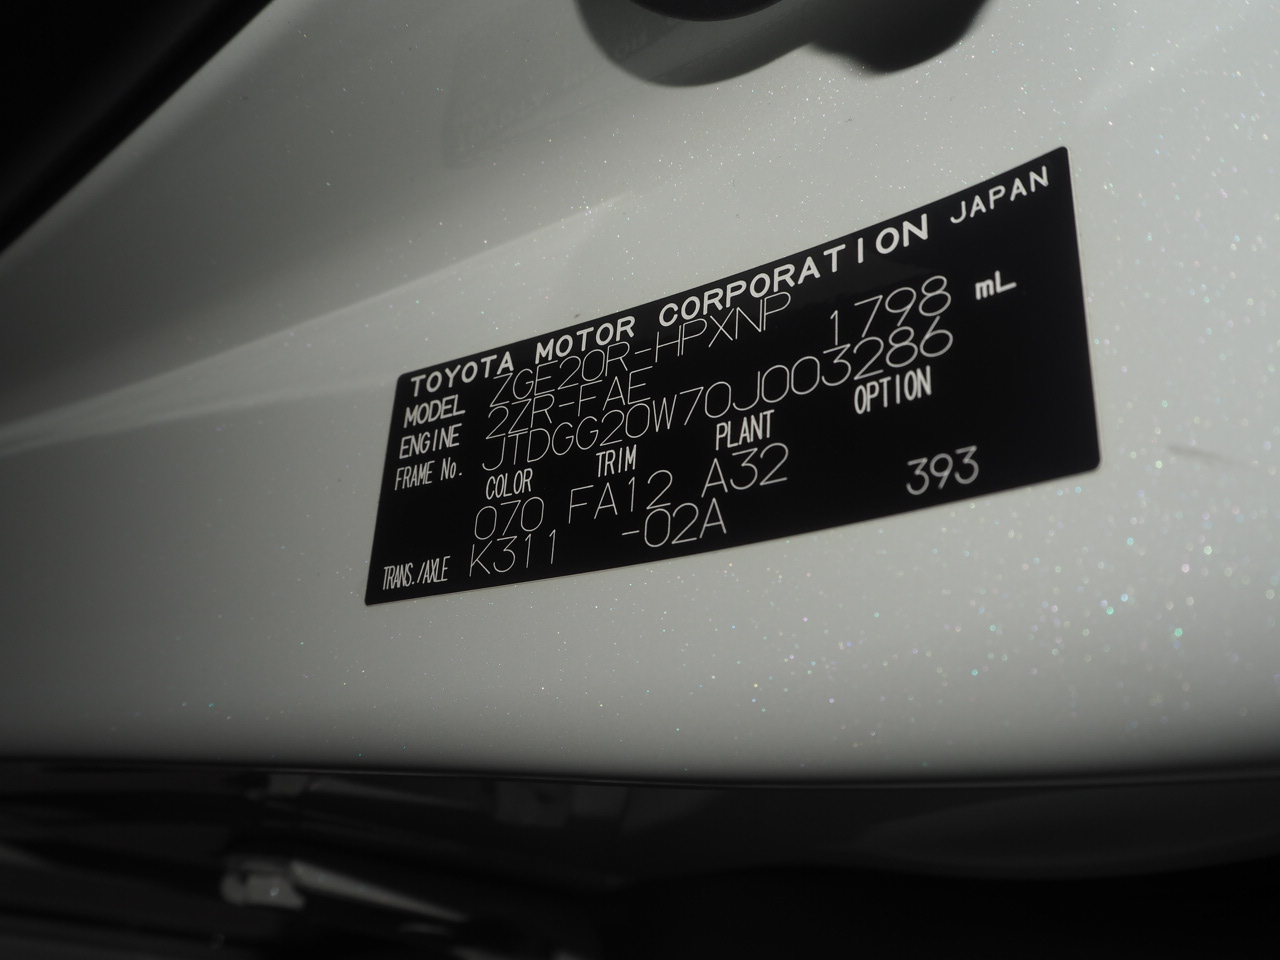 TOYOTA MOTOR CORPORATION JAPAN
MODEL ZGE20R-HPXNP
ENGINE 2ZR-FAE 1798 mL
FRAME No. JTDGG20W70J003286
COLOR TRIM PLANT OPTION
070 FA12 A32 393
TRANS./AXLE K311 -02A